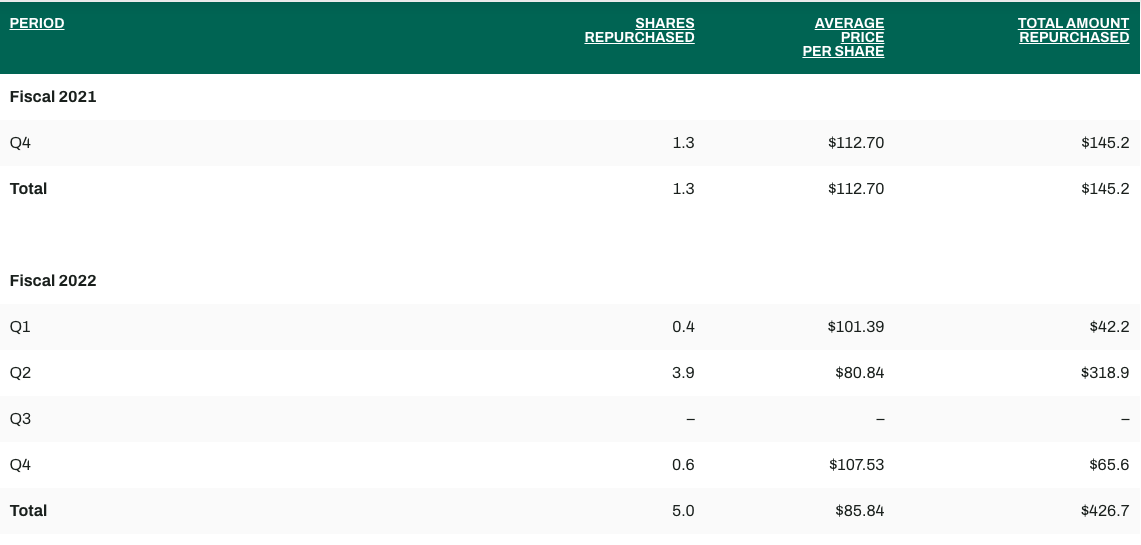 PERIOD SHARES REPURCHASED AVERAGE PRICE PER SHARE TOTAL AMOUNT REPURCHASED
Fiscal 2021
Q4 1.3 $112.70 $145.2
Total 1.3 $112.70 $145.2
Fiscal 2022
Q1 0.4 $101.39 $42.2
Q2 3.9 $80.84 $318.9
Q3 – – –
Q4 0.6 $107.53 $65.6
Total 5.0 $85.84 $426.7